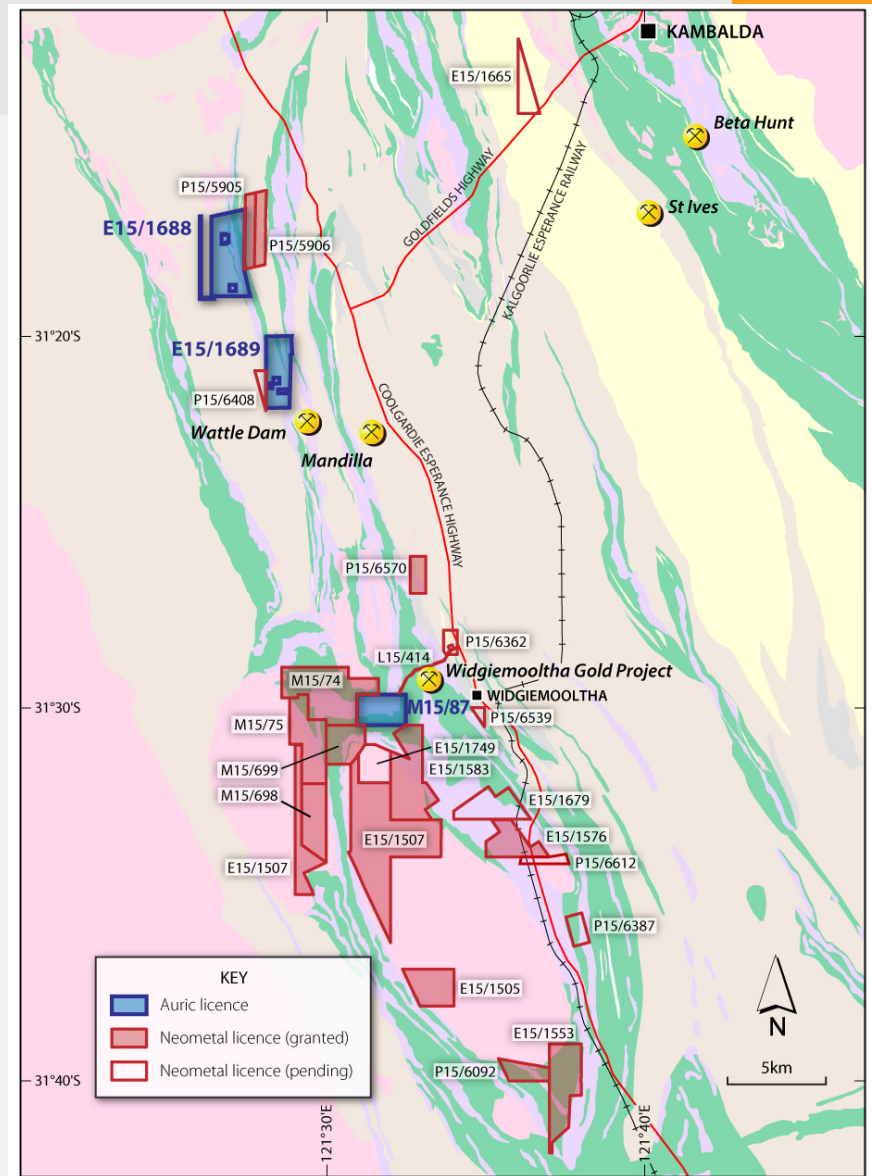 KAMBALDA
E15/1665
Beta Hunt
GOLDFIELDS HIGHWAY
KALGOORLIE ESPERANCE RAILWAY
P15/5905
St Ives
E15/1688
P15/5906
31°20'S
E15/1689
P15/6408
COOLGARDIE ESPERANCE HIGHWAY
Wattle Dam
Mandilla
P15/6570
P15/6362
L15/414
Widgiemooltha Gold Project
M15/74
WIDGIEMOOLTHA
31°30'S
M15/87
P15/6539
M15/75
E15/1749
M15/699
E15/1583
M15/698
E15/1679
E15/1507
E15/1576
E15/1507
P15/6612
P15/6387
KEY
Auric licence
Neometal licence (granted)
Neometal licence (pending)
E15/1505
N
E15/1553
5km
P15/6092
31°40'S
121°30'E
121°40'E